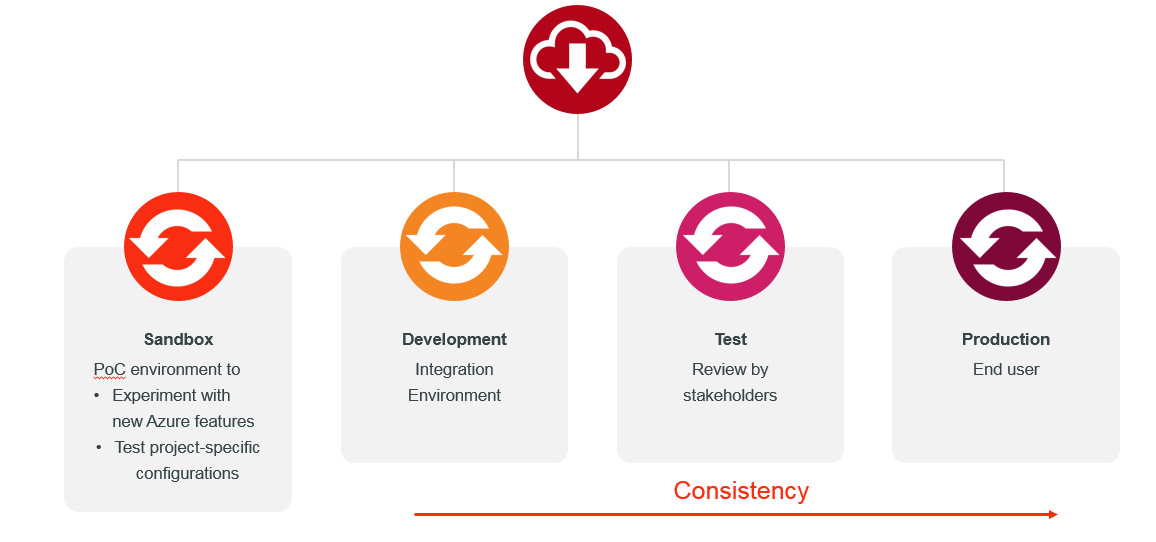 Sandbox
PoC environment to
• Experiment with
new Azure features
• Test project-specific
configurations
Development
Integration
Environment
Test
Review by
stakeholders
Production
End user
Consistency